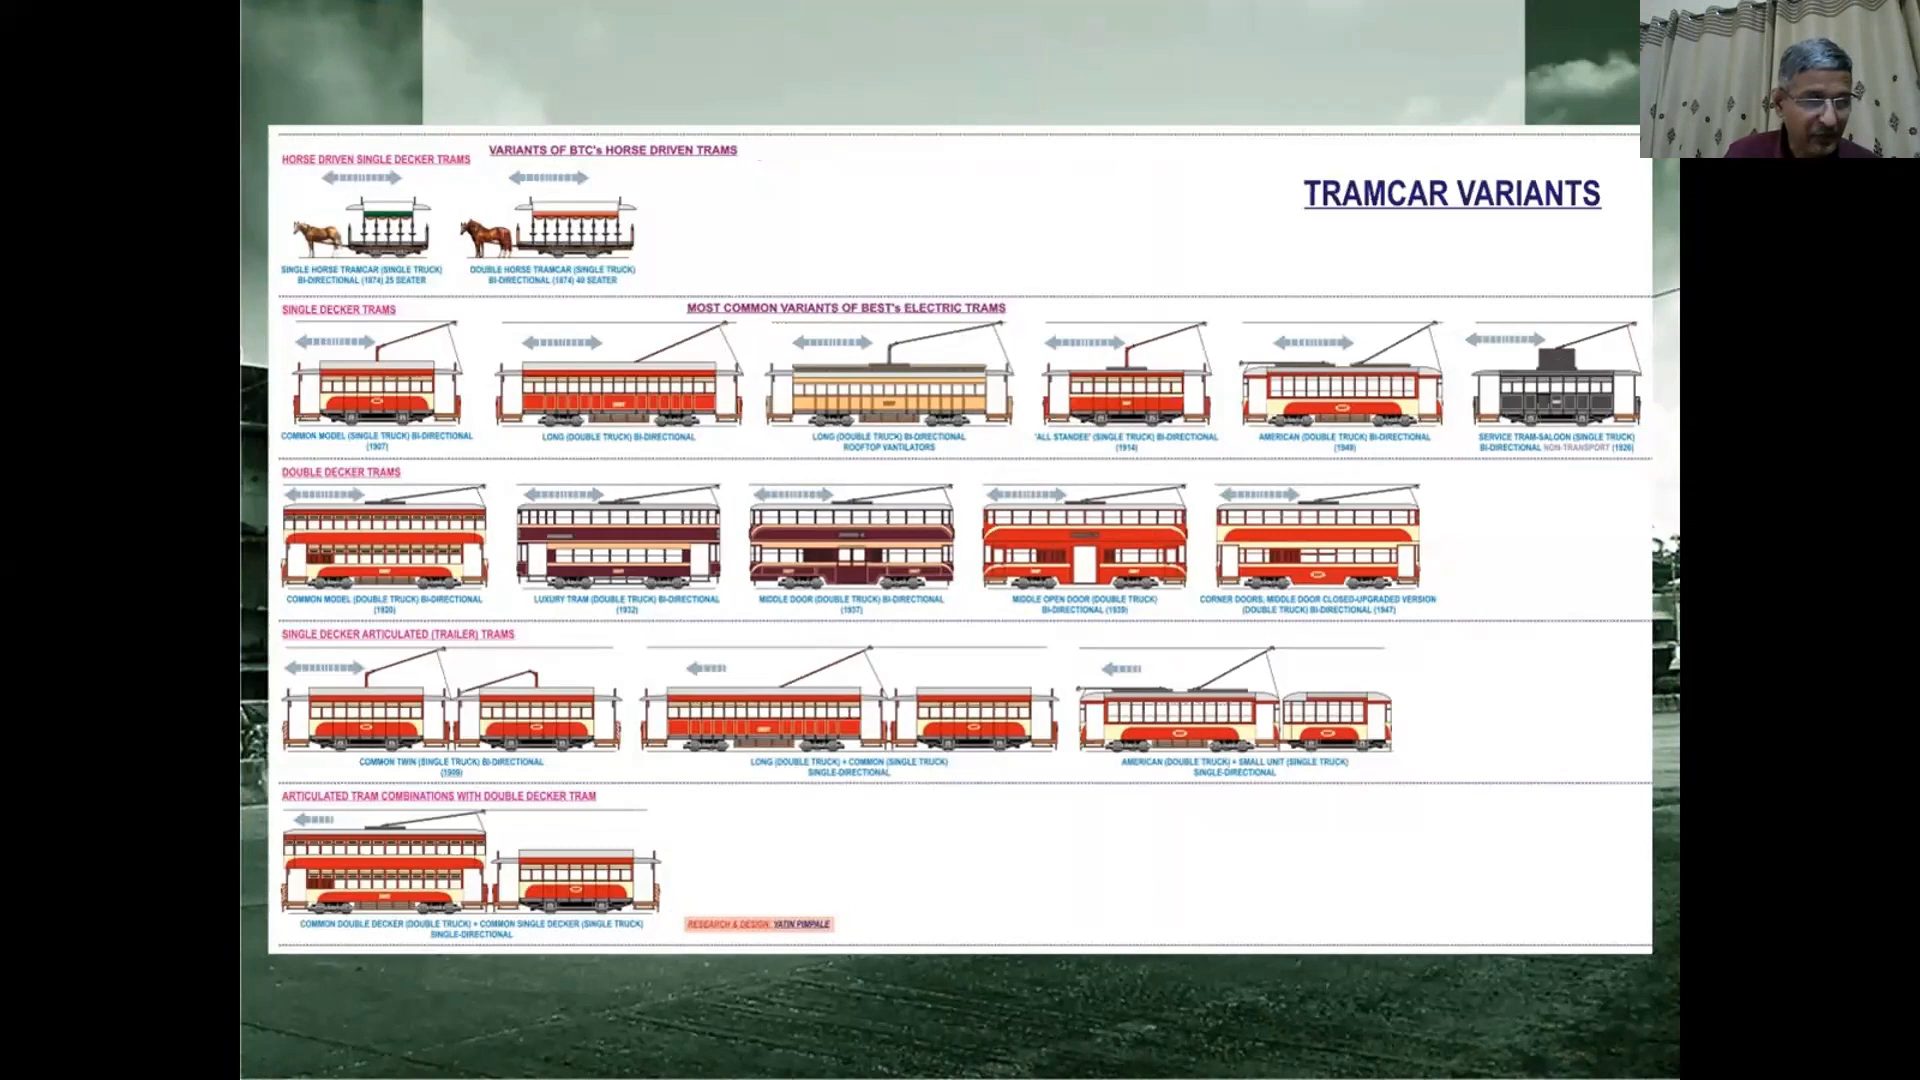 TRAMCAR VARIANTS
HORSE DRIVEN SINGLE DECKER TRAMS
VARIANTS OF BTC's HORSE DRIVEN TRAMS
SINGLE HORSE TRAMCAR (SINGLE TRUCK)
BI-DIRECTIONAL (1874) 25 SEATER
DOUBLE HORSE TRAMCAR (SINGLE TRUCK)
BI-DIRECTIONAL (1874) 40 SEATER
SINGLE DECKER TRAMS
MOST COMMON VARIANTS OF BEST's ELECTRIC TRAMS
COMMON MODEL (SINGLE TRUCK) BI-DIRECTIONAL
(1907)
LONG (DOUBLE TRUCK) BI-DIRECTIONAL
LONG (DOUBLE TRUCK) BI-DIRECTIONAL
ROOFTOP VANTILATORS
'ALL STANDEE' (SINGLE TRUCK) BI-DIRECTIONAL
(1914)
AMERICAN (DOUBLE TRUCK) BI-DIRECTIONAL
(1949)
SERVICE TRAM-SALOON (SINGLE TRUCK)
BI-DIRECTIONAL NON-TRANSPORT (1926)
DOUBLE DECKER TRAMS
COMMON MODEL (DOUBLE TRUCK) BI-DIRECTIONAL
(1920)
LUXURY TRAM (DOUBLE TRUCK) BI-DIRECTIONAL
(1932)
MIDDLE DOOR (DOUBLE TRUCK) BI-DIRECTIONAL
(1937)
MIDDLE OPEN DOOR (DOUBLE TRUCK)
BI-DIRECTIONAL (1939)
CORNER DOORS, MIDDLE DOOR CLOSED-UPGRADED VERSION
(DOUBLE TRUCK) BI-DIRECTIONAL (1947)
SINGLE DECKER ARTICULATED (TRAILER) TRAMS
COMMON TWIN (SINGLE TRUCK) BI-DIRECTIONAL
(1909)
LONG (DOUBLE TRUCK) + COMMON (SINGLE TRUCK)
SINGLE-DIRECTIONAL
AMERICAN (DOUBLE TRUCK) + SMALL UNIT (SINGLE TRUCK)
SINGLE-DIRECTIONAL
ARTICULATED TRAM COMBINATIONS WITH DOUBLE DECKER TRAM
COMMON DOUBLE DECKER (DOUBLE TRUCK) + COMMON SINGLE DECKER (SINGLE TRUCK)
SINGLE-DIRECTIONAL
RESEARCH & DESIGN: YATIN PIMPALE